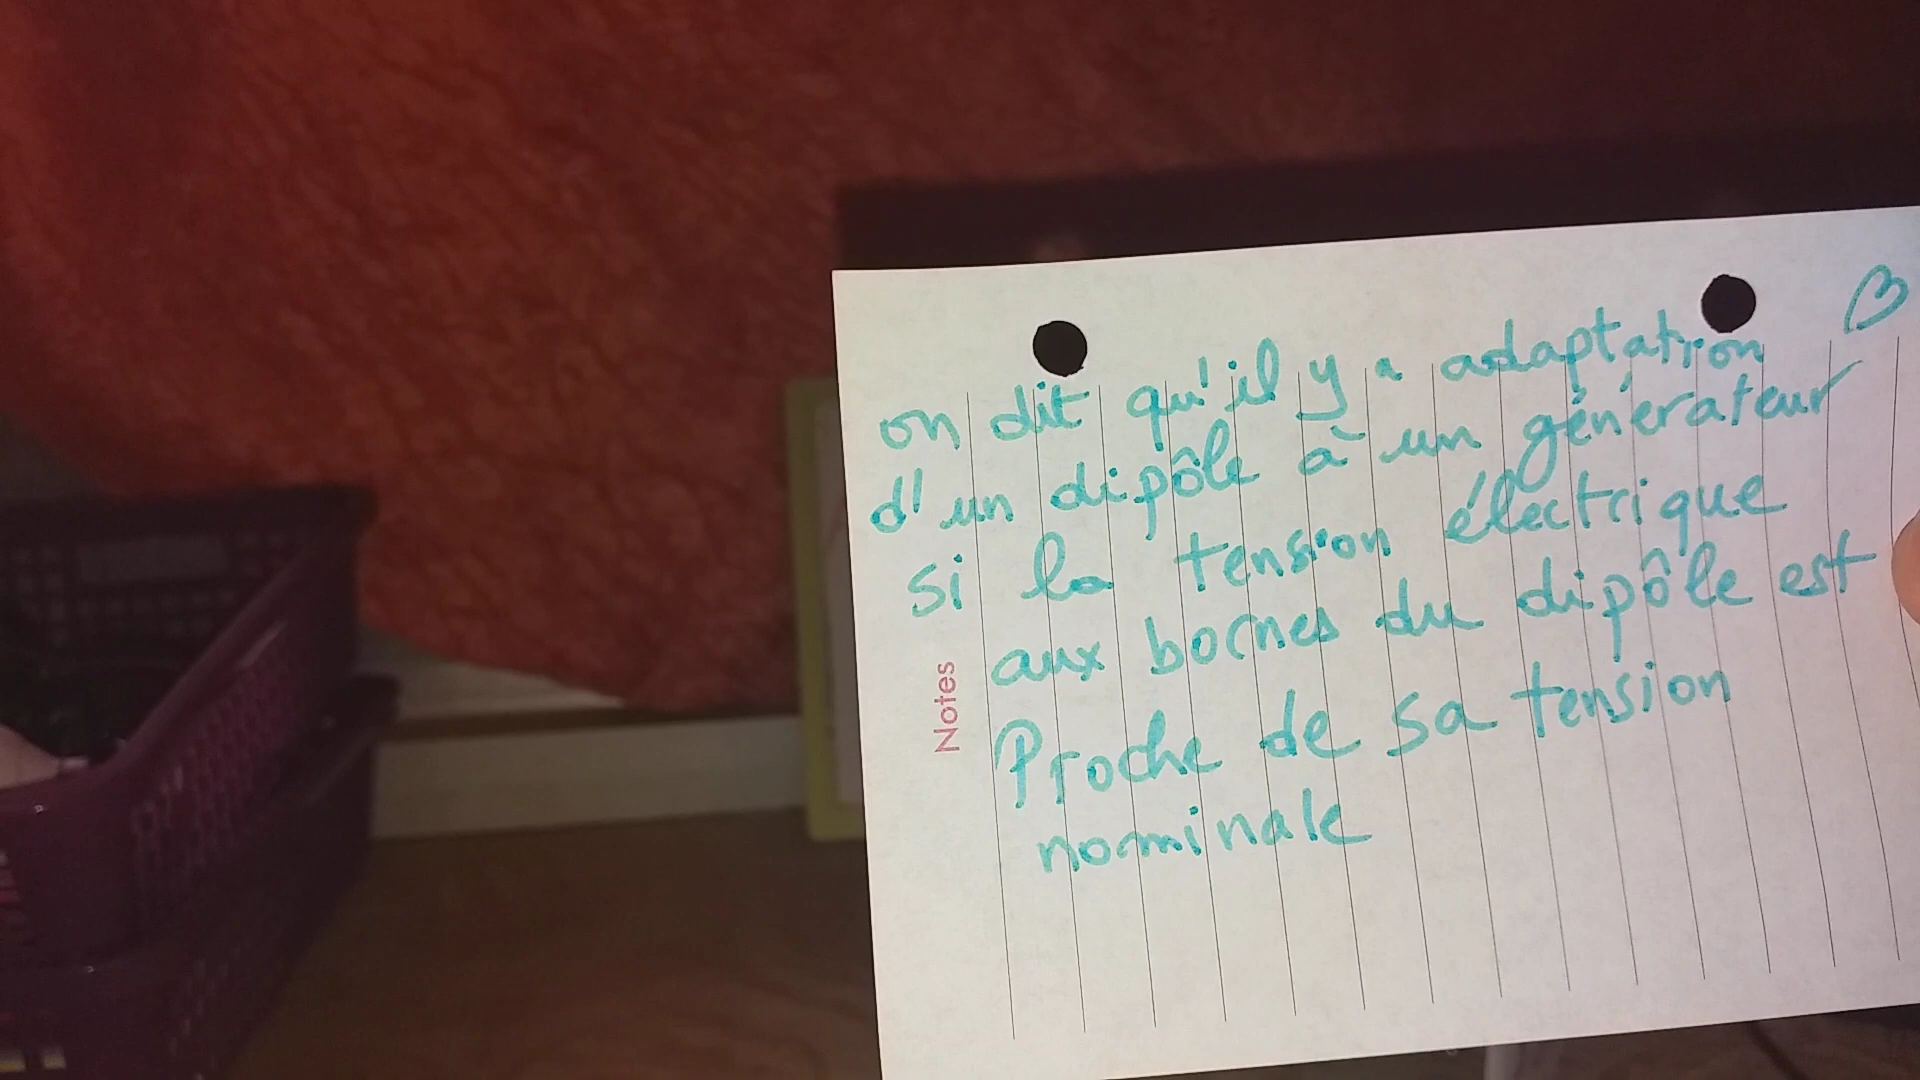 on dit qu'il y a adaptation
d'un dipôle à un générateur
si la tension électrique
aux bornes du dipôle est
Proche de sa tension
nominale
Notes